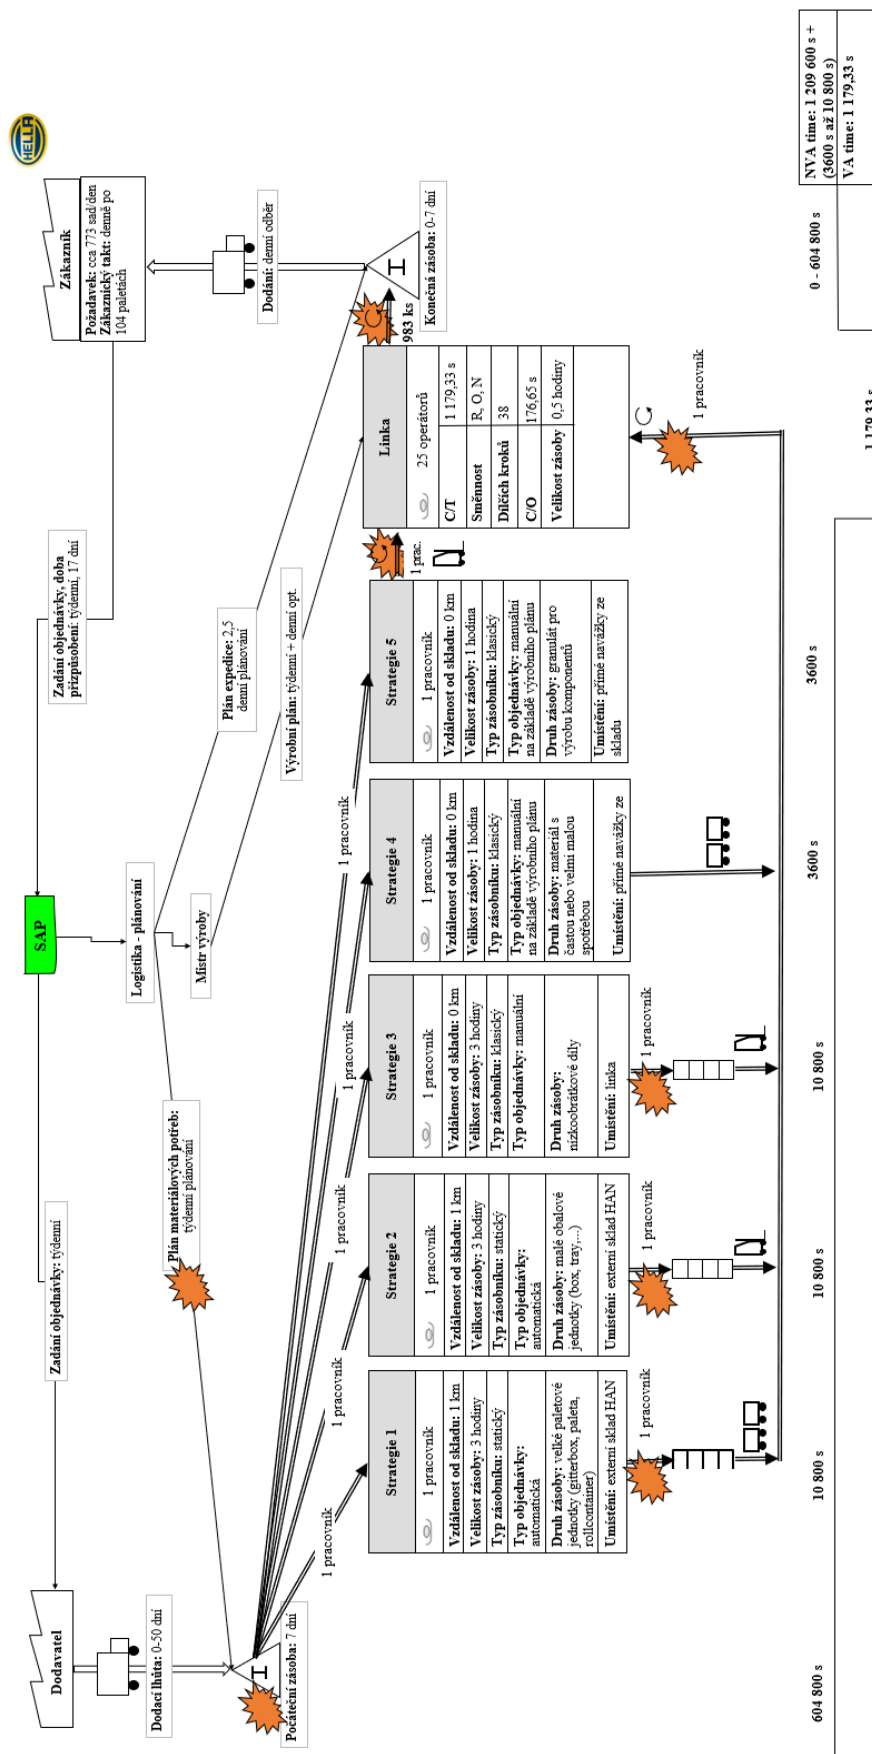 HELLA
Dodavatel
Dodací lhůta: 0-50 dní
Počáteční zásoba: 7 dní
I
Zadání objednávky: týdenní
SAP
Logistika - plánování
Mistr výroby
Plán materiálových potřeb:
týdenní plánování
Zadání objednávky, doba
přizpůsobení: týdenní, 17 dní
Plán expedice: 2,5
denní plánování
Výrobní plán: týdenní + denní opt.
Zákazník
Požadavek: cca 773 sad/den
Zákaznický takt: denně po
104 paletách
Dodání: denní odběr
I
Konečná zásoba: 0-7 dní
1 pracovník
1 pracovník
1 pracovník
1 pracovník
1 pracovník
Strategie 1
1 pracovník
Vzdálenost od skladu: 1 km
Velikost zásoby: 3 hodiny
Typ zásobníku: statický
Typ objednávky:
automatická
Druh zásoby: velké paletové
jednotky (gitterbox, paleta,
rollcontainer)
Umístění: externí sklad HAN
1 pracovník
Strategie 2
1 pracovník
Vzdálenost od skladu: 1 km
Velikost zásoby: 3 hodiny
Typ zásobníku: statický
Typ objednávky:
automatická
Druh zásoby: malé obalové
jednotky (box, tray,...)
Umístění: externí sklad HAN
1 pracovník
Strategie 3
1 pracovník
Vzdálenost od skladu: 0 km
Velikost zásoby: 3 hodiny
Typ zásobníku: klasický
Typ objednávky: manuální
Druh zásoby:
nízkoobrátkové díly
Umístění: linka
1 pracovník
Strategie 4
1 pracovník
Vzdálenost od skladu: 0 km
Velikost zásoby: 1 hodina
Typ zásobníku: klasický
Typ objednávky: manuální
na základě výrobního plánu
Druh zásoby: materiál s
častou nebo velmi malou
spotřebou
Umístění: přímé navážky ze
Strategie 5
1 pracovník
Vzdálenost od skladu: 0 km
Velikost zásoby: 1 hodina
Typ zásobníku: klasický
Typ objednávky: manuální
na základě výrobního plánu
Druh zásoby: granulát pro
výrobu komponentů
Umístění: přímé navážky ze
skladu
1 prac.
Linka
25 operátorů
C/T 1 179,33 s
Směnnost R, O, N
Dílčích kroků 38
C/O 176,65 s
Velikost zásoby 0,5 hodiny
983 ks
1 pracovník
604 800 s
10 800 s
10 800 s
10 800 s
3600 s
3600 s
1 179,33 s
0 - 604 800 s
NVA time: 1 209 600 s +
(3600 s až 10 800 s)
VA time: 1 179,33 s